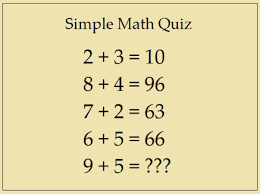 Simple Math Quiz
2 + 3 = 10
8 + 4 = 96
7 + 2 = 63
6 + 5 = 66
9 + 5 = ???